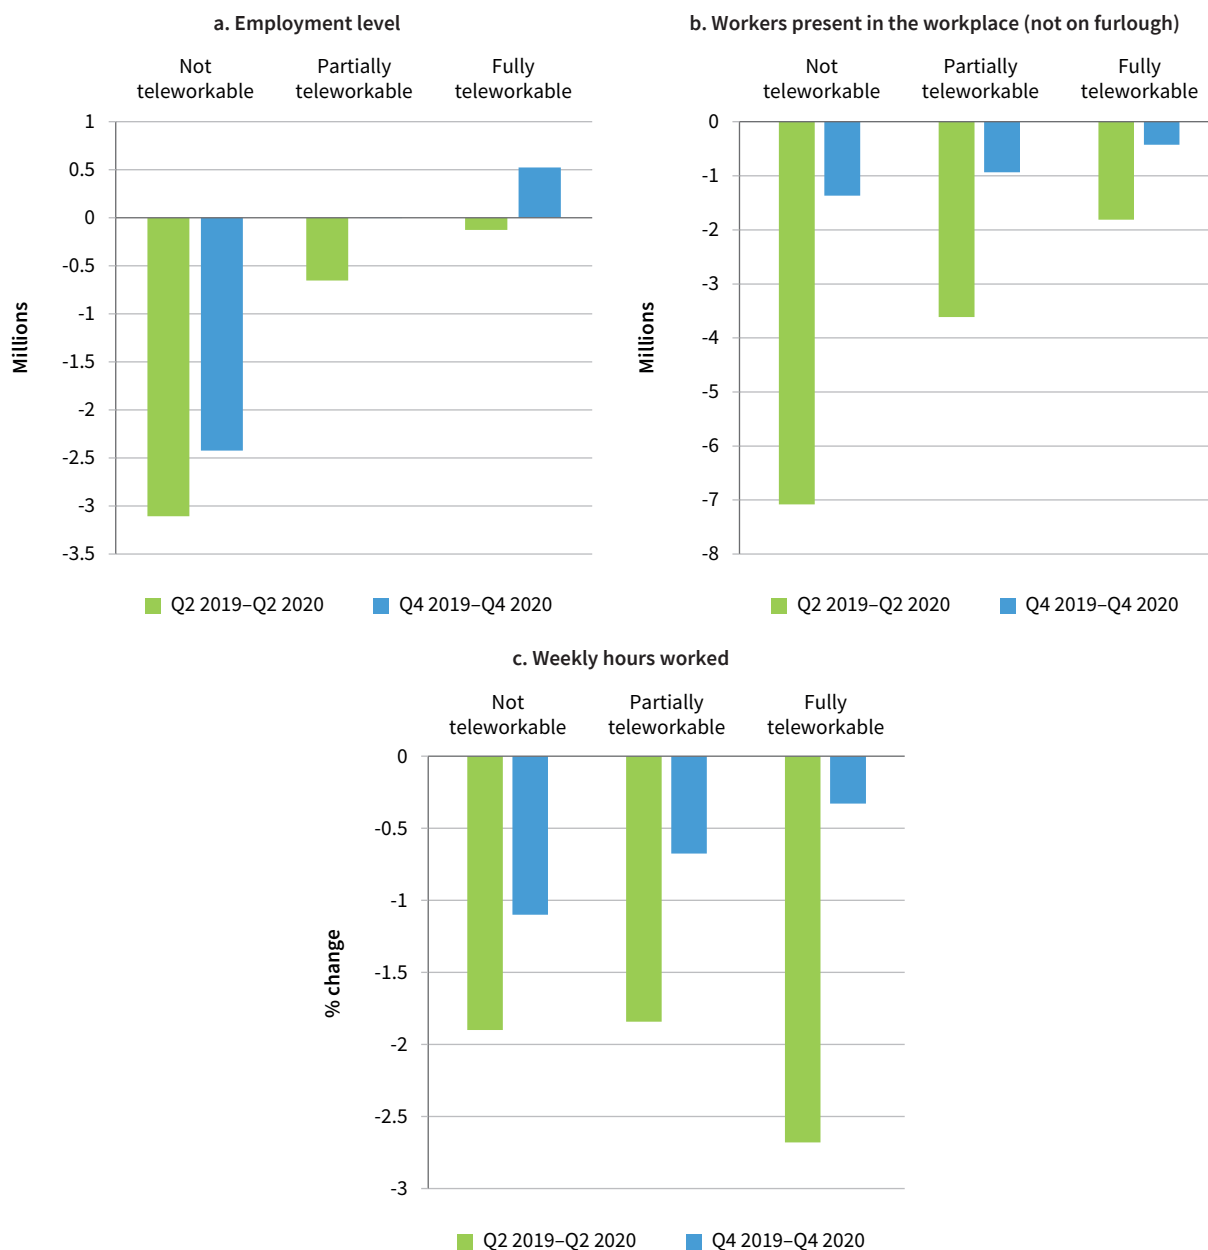 a. Employment level
Not
teleworkable
Partially
teleworkable
Fully
teleworkable
1
0.5
0
-0.5
-1
-1.5
-2
-2.5
-3
-3.5
Millions
Q2 2019–Q2 2020
Q4 2019–Q4 2020
b. Workers present in the workplace (not on furlough)
Not
teleworkable
Partially
teleworkable
Fully
teleworkable
0
-1
-2
-3
-4
-5
-6
-7
-8
Millions
Q2 2019–Q2 2020
Q4 2019–Q4 2020
c. Weekly hours worked
Not
teleworkable
Partially
teleworkable
Fully
teleworkable
0
-0.5
-1
-1.5
-2
-2.5
-3
% change
Q2 2019–Q2 2020
Q4 2019–Q4 2020